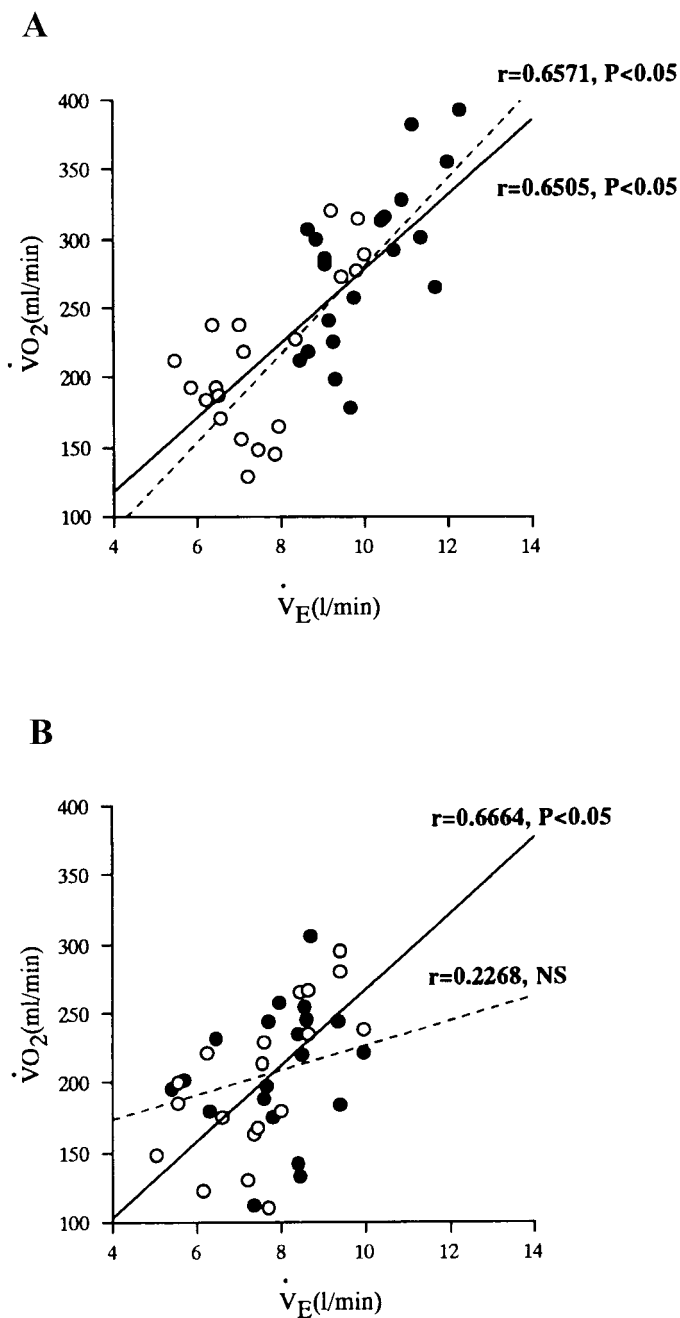 A
r=0.6571, P<0.05
400
350
r=0.6505, P<0.05
300
250
200
150
100
V̇O2(ml/min)
4 6 8 10 12 14
V̇E(l/min)
B
400
r=0.6664, P<0.05
350
300
r=0.2268, NS
250
200
150
100
V̇O2(ml/min)
4 6 8 10 12 14
V̇E(l/min)